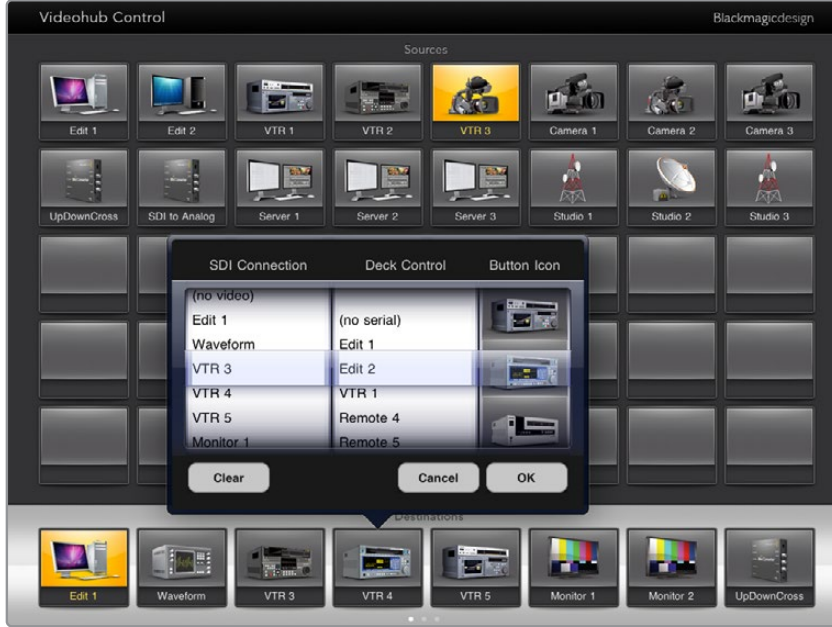 Videohub Control
Blackmagicdesign
Sources
Edit 1
Edit 2
VTR 1
VTR 2
VTR 3
Camera 1
Camera 2
Camera 3
UpDownCross
SDI to Analog
Server 1
Server 2
Server 3
Studio 1
Studio 2
Studio 3
SDI Connection
Deck Control
Button Icon
(no video)
Edit 1
Waveform
VTR 3
VTR 4
VTR 5
Monitor 1
(no serial)
Edit 1
Edit 2
VTR 1
Remote 4
Remote 5
Clear
Cancel
OK
Destinations
Edit 1
Waveform
VTR 3
VTR 4
VTR 5
Monitor 1
Monitor 2
UpDownCross